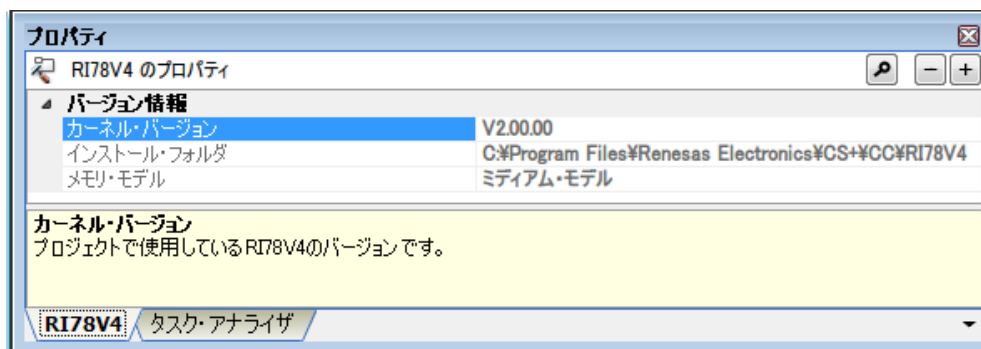 プロパティ
RI78V4 のプロパティ
バージョン情報
カーネル・バージョン V2.00.00
インストール・フォルダ C:¥Program Files¥Renesas Electronics¥CS+¥CC¥RI78V4
メモリ・モデル ミディアム・モデル
カーネル・バージョン
プロジェクトで使用しているRI78V4のバージョンです。
RI78V4 タスク・アナライザ